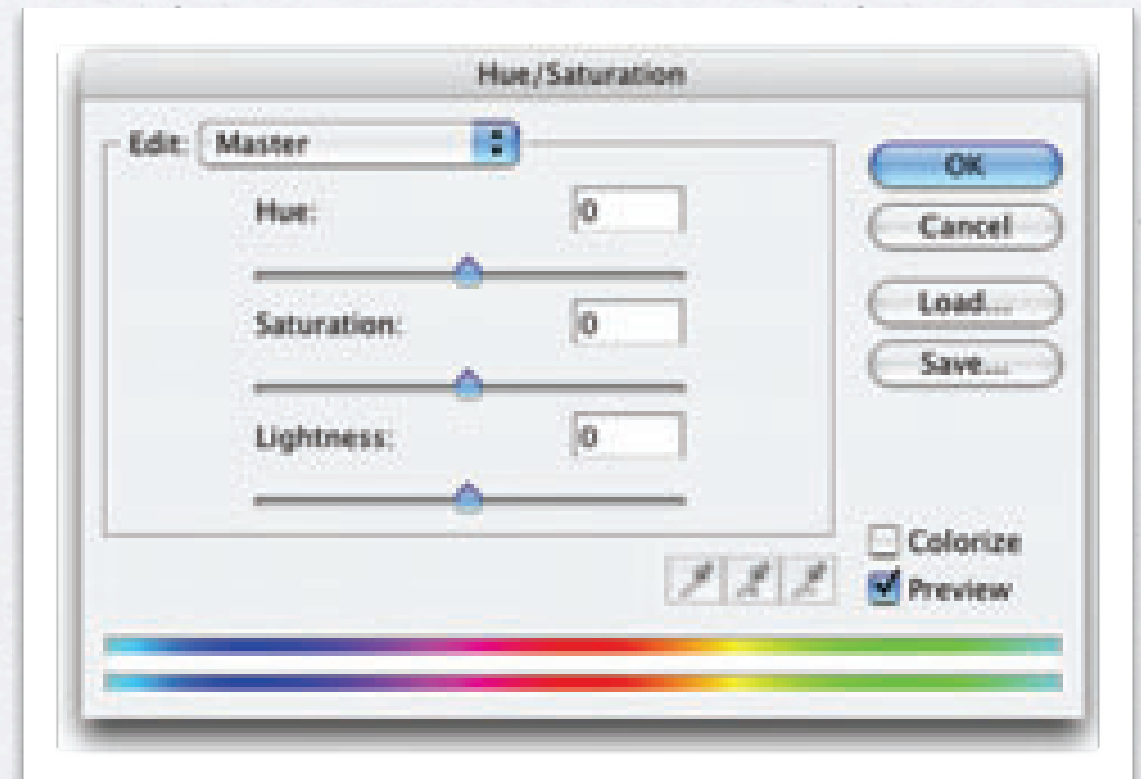 Hue/Saturation
Edit: Master
Hue: 0
Saturation: 0
Lightness: 0
OK
Cancel
Load...
Save...
Colorize
Preview